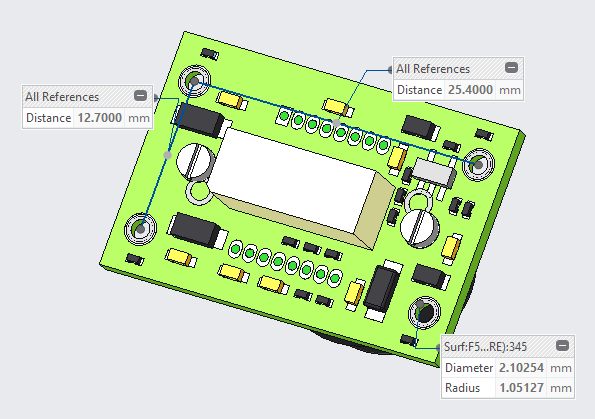 All References
Distance 25.4000 mm
All References
Distance 12.7000 mm
Surf:F5...RE):345
Diameter 2.10254 mm
Radius 1.05127 mm